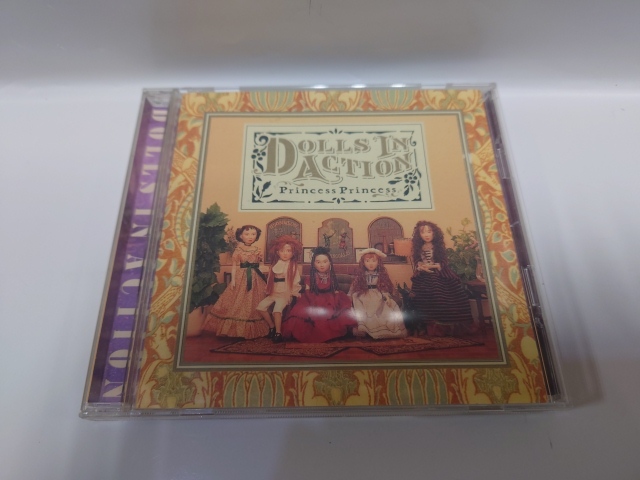 DOLLS IN
ACTION
Princess Princess
DOLLS IN ACTION